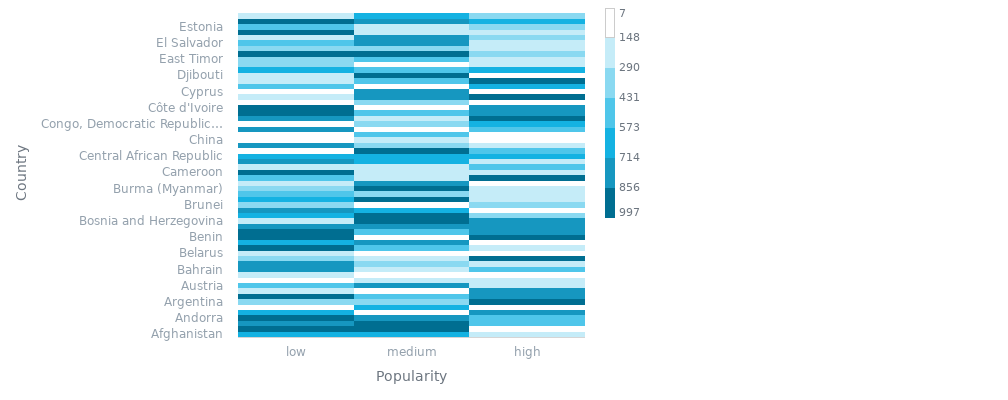 Country
Estonia
El Salvador
East Timor
Djibouti
Cyprus
Côte d'Ivoire
Congo, Democratic Republic...
China
Central African Republic
Cameroon
Burma (Myanmar)
Brunei
Bosnia and Herzegovina
Benin
Belarus
Bahrain
Austria
Argentina
Andorra
Afghanistan
low medium high
Popularity
7
148
290
431
573
714
856
997